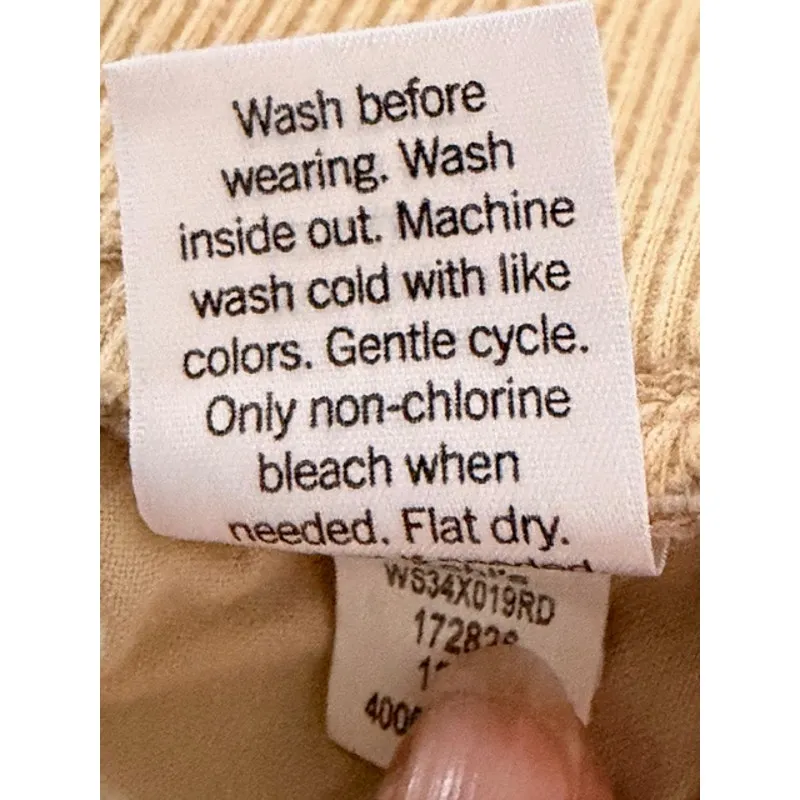 Wash before
wearing. Wash
inside out. Machine
wash cold with like
colors. Gentle cycle.
Only non-chlorine
bleach when
needed. Flat dry.
WS34X019RD